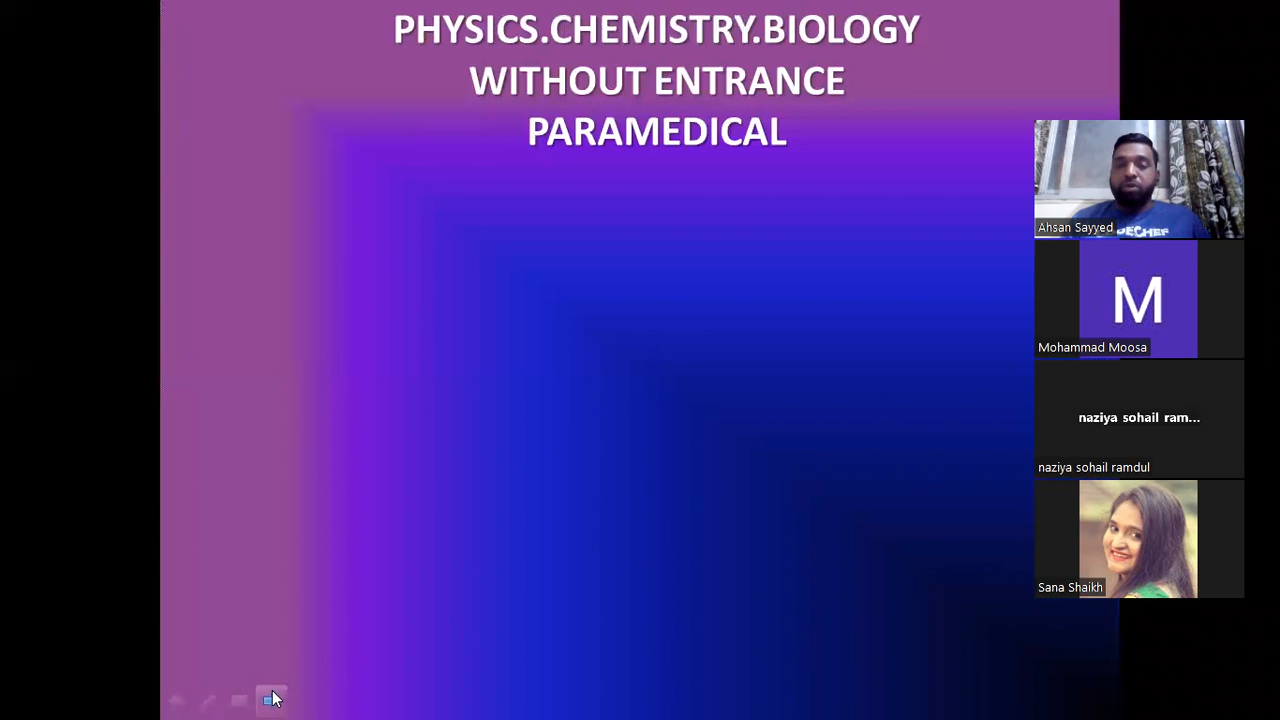 PHYSICS.CHEMISTRY.BIOLOGY
WITHOUT ENTRANCE
PARAMEDICAL
Ahsan Sayyed
M
Mohammad Moosa
naziya sohail ram...
naziya sohail ramdul
Sana Shaikh